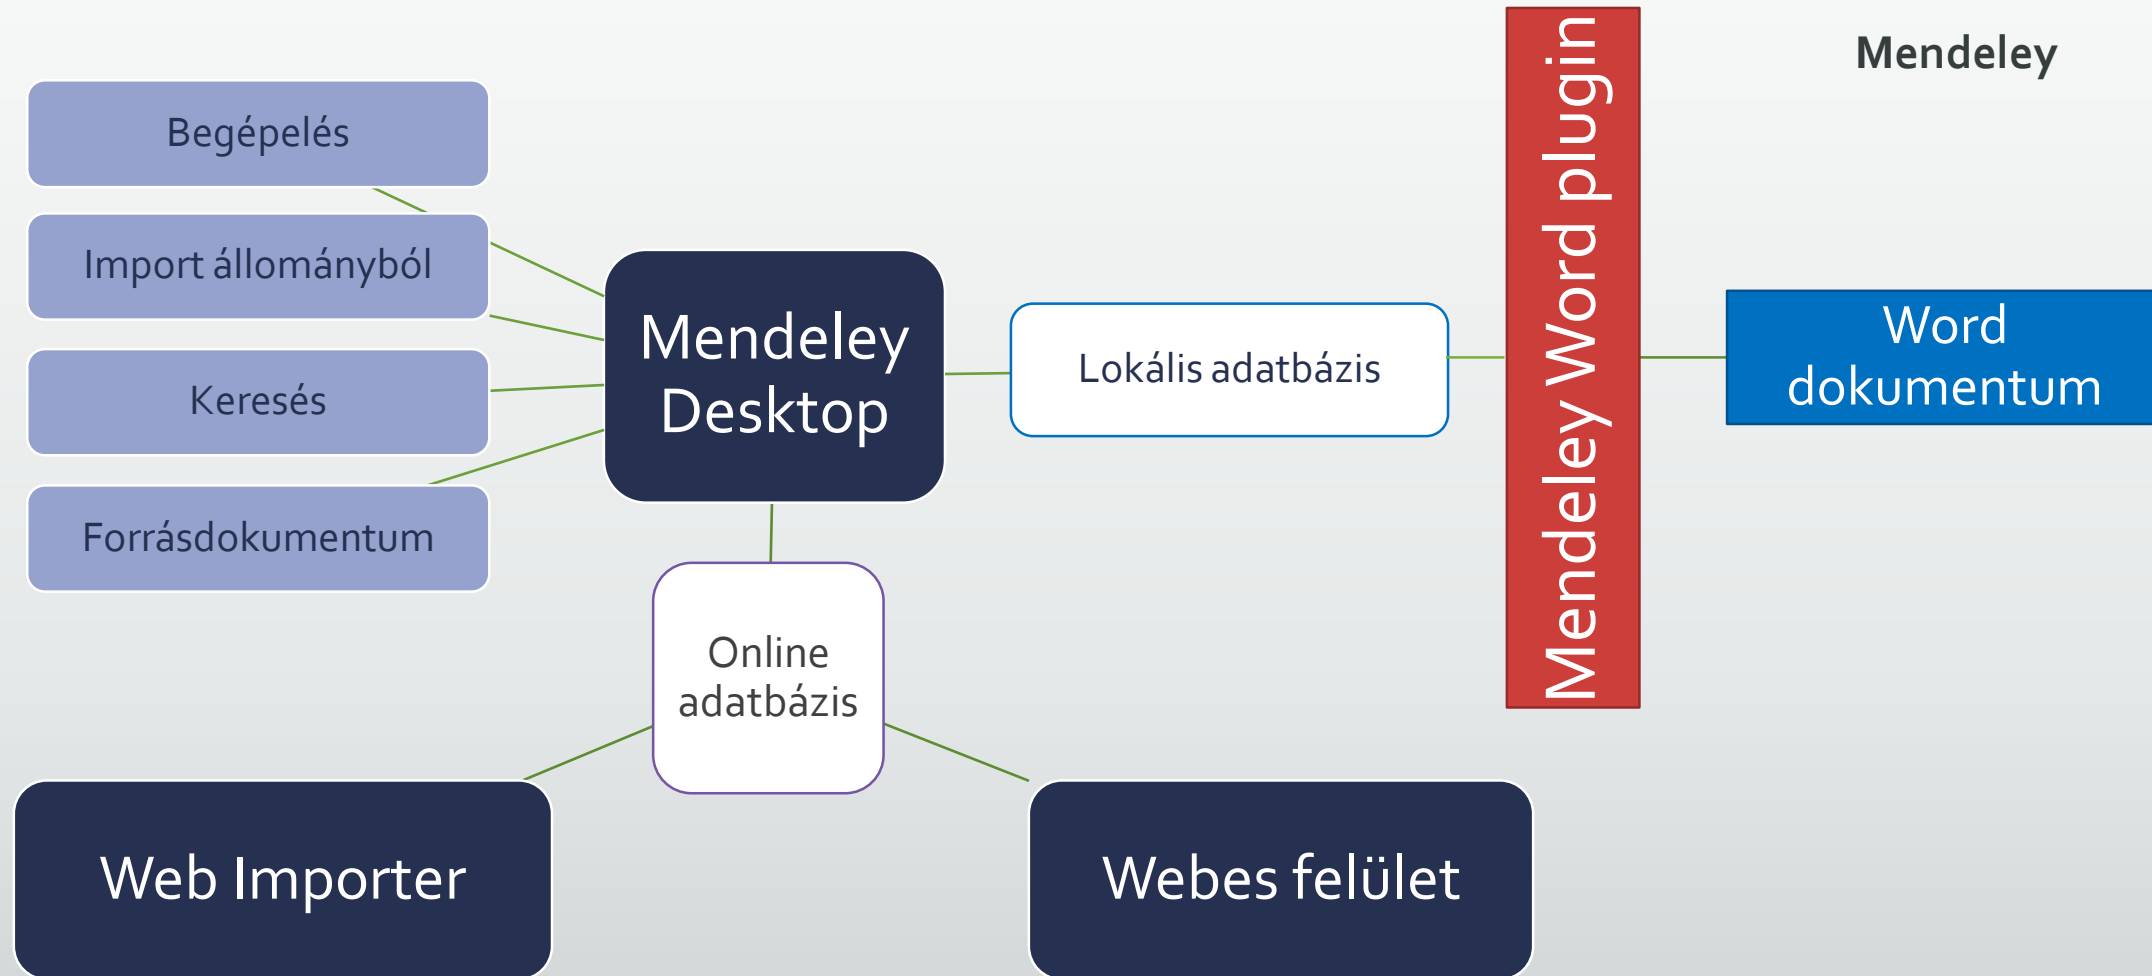 Mendeley
Begépelés
Import állományból
Keresés
Forrásdokumentum
Mendeley
Desktop
Lokális adatbázis
Mendeley Word plugin
Word
dokumentum
Online
adatbázis
Web Importer
Webes felület